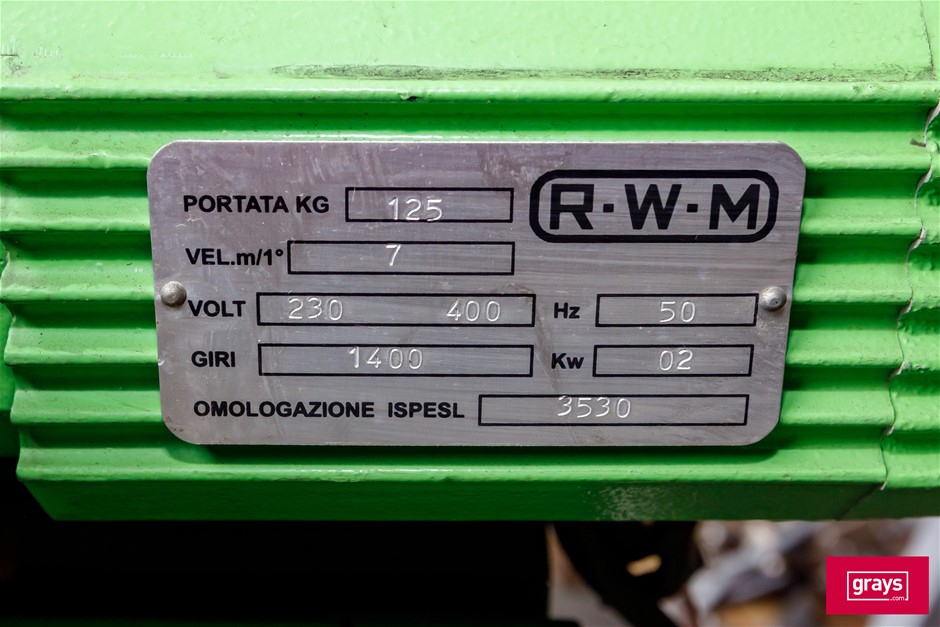 PORTATA KG 125
R·W·M
VEL.m/1° 7
VOLT 230 400 Hz 50
GIRI 1400 Kw 02
OMOLOGAZIONE ISPESL 3530
grays
.com